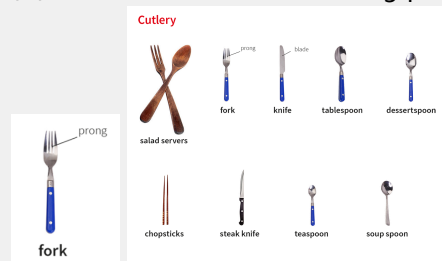 Cutlery
prong
blade
fork
knife
tablespoon
dessertspoon
salad servers
prong
fork
chopsticks
steak knife
teaspoon
soup spoon